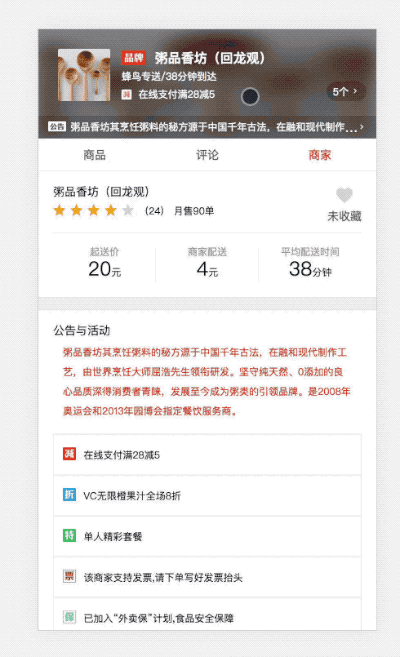 品牌 粥品香坊（回龙观）
蜂鸟专送/38分钟到达
减 在线支付满28减5
5个 >
公告 粥品香坊其烹饪粥料的秘方源于中国千年古法，在融和现代制作... >
商品 评论 商家
粥品香坊（回龙观）
(24) 月售90单
未收藏
起送价 商家配送 平均配送时间
20元 4元 38分钟
公告与活动
粥品香坊其烹饪粥料的秘方源于中国千年古法，在融和现代制作工
艺，由世界烹饪大师屈浩先生领衔研发。坚守纯天然、0添加的良
心品质深得消费者青睐，发展至今成为粥类的引领品牌。是2008年
奥运会和2013年园博会指定餐饮服务商。
减 在线支付满28减5
折 VC无限橙果汁全场8折
特 单人精彩套餐
票 该商家支持发票,请下单写好发票抬头
保 已加入“外卖保”计划,食品安全保障